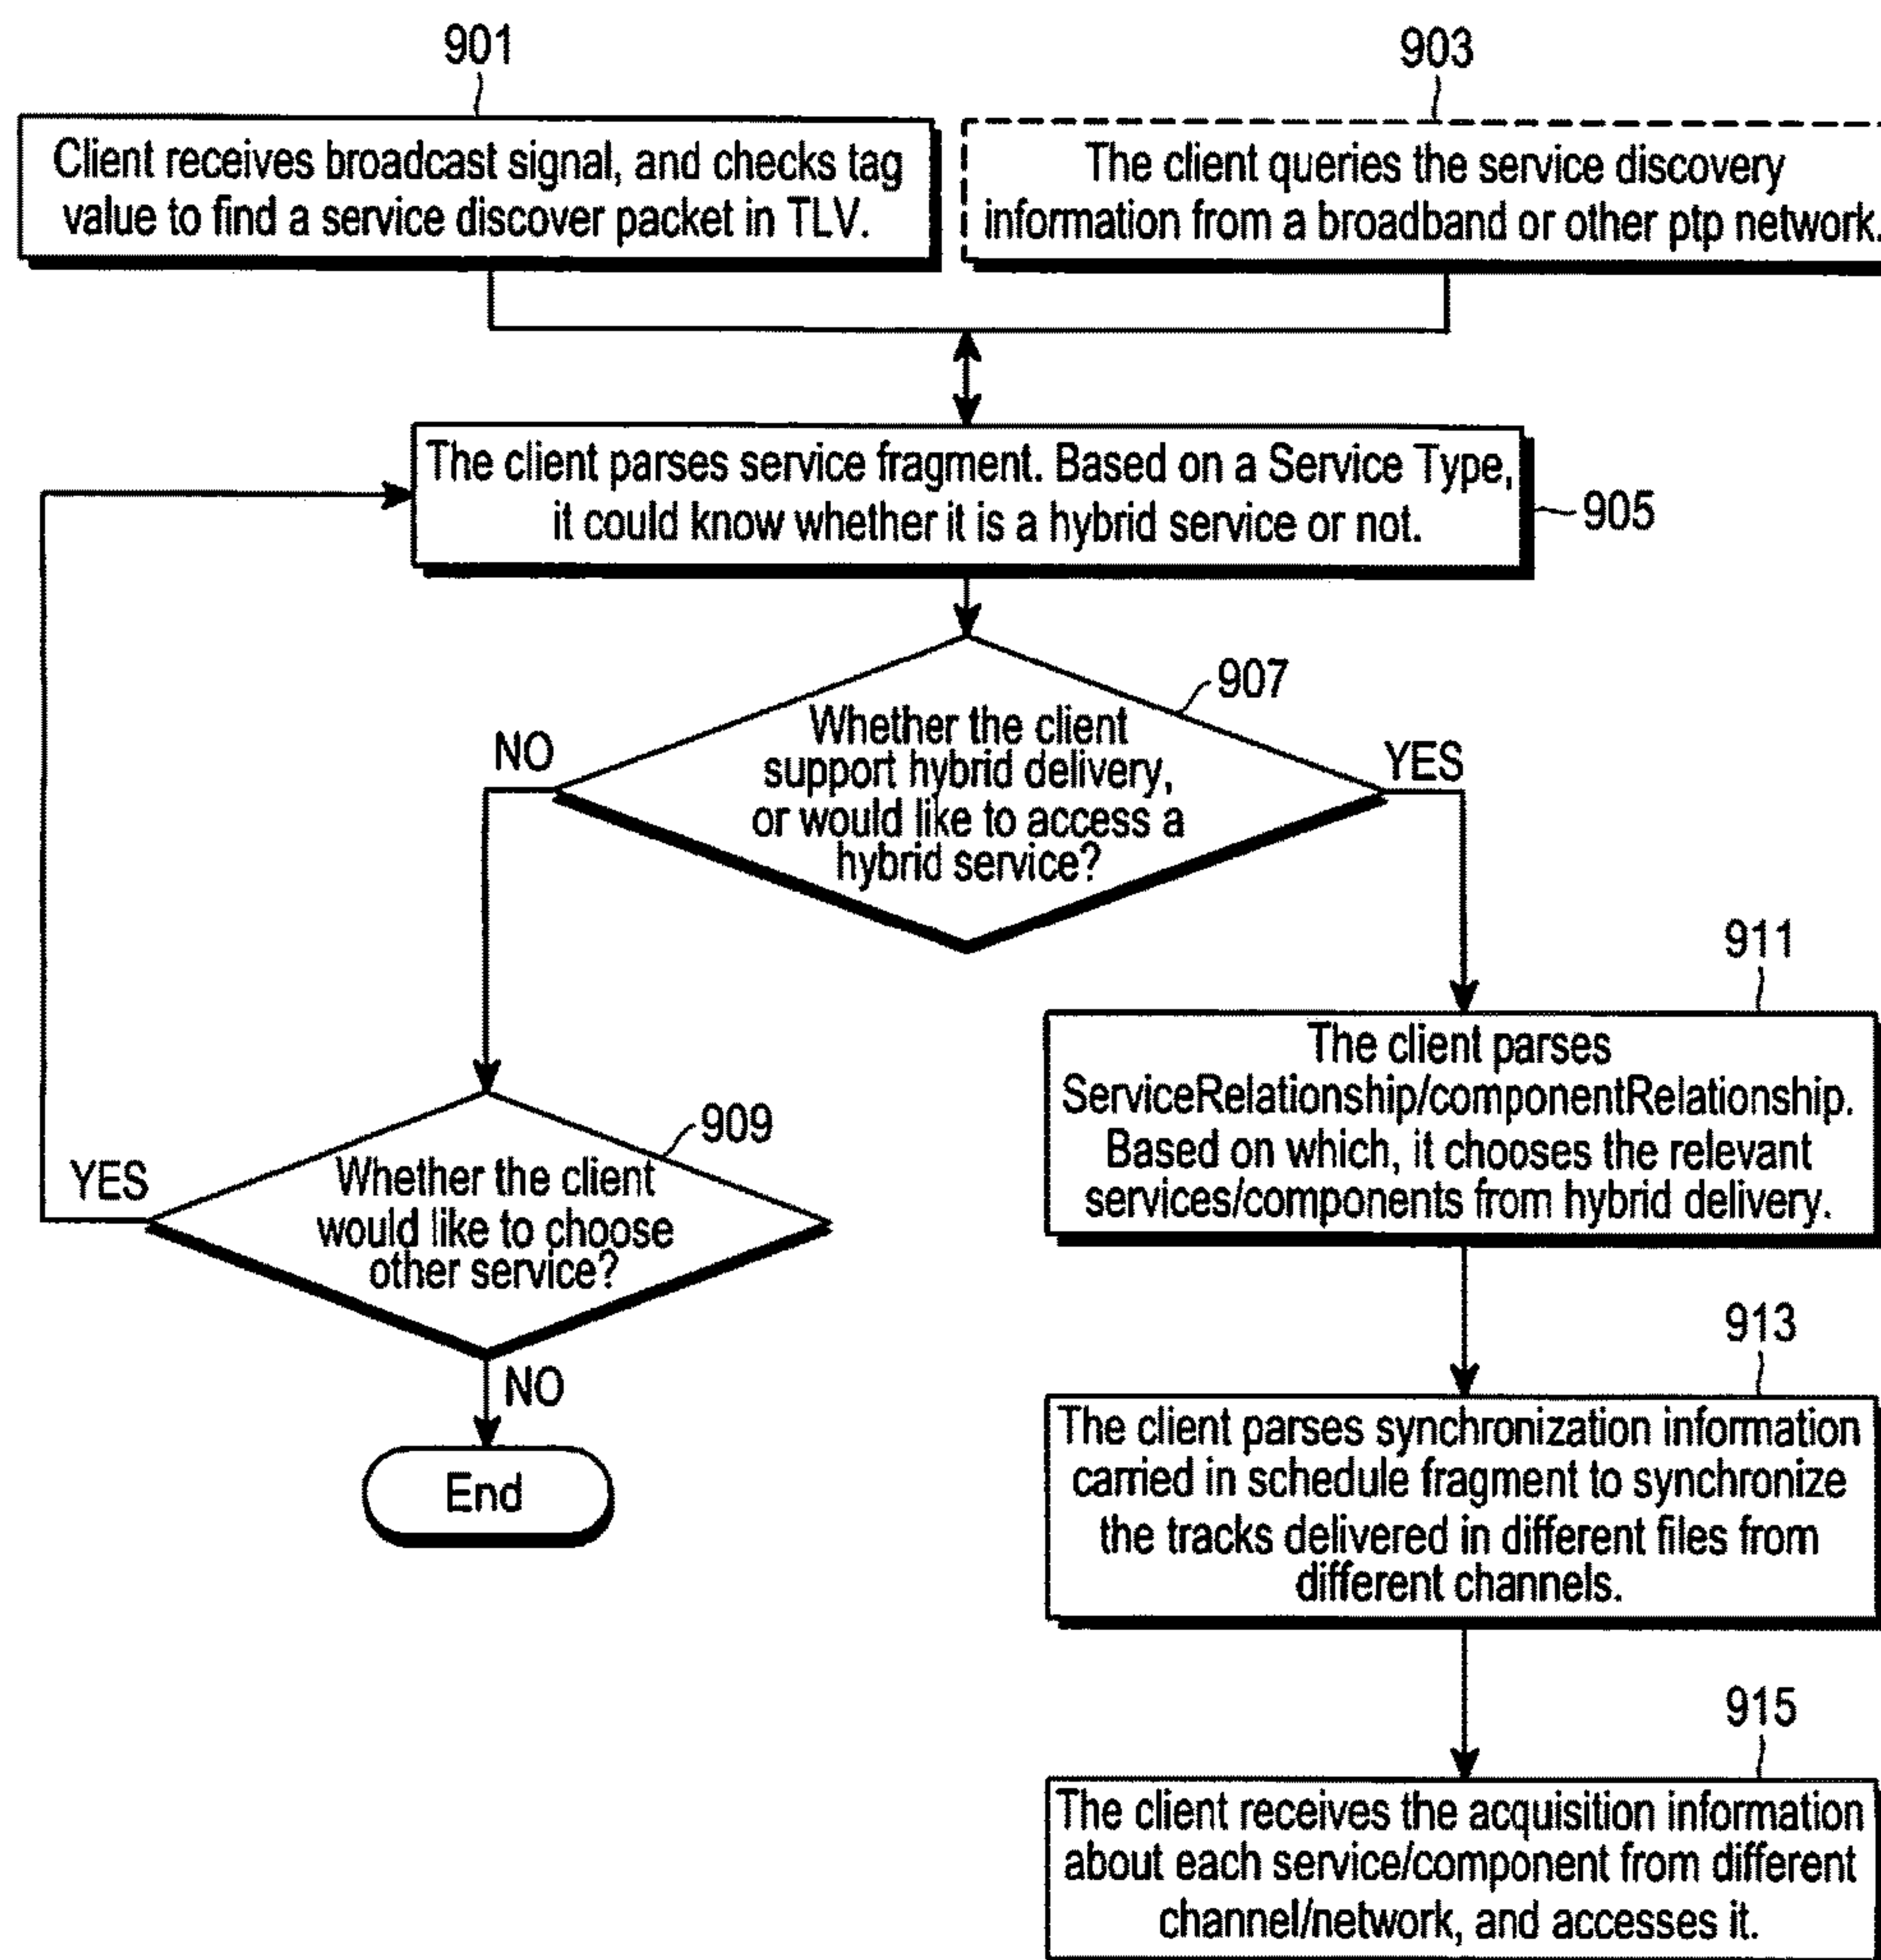 901
903
Client receives broadcast signal, and checks tag
value to find a service discover packet in TLV.
The client queries the service discovery
information from a broadband or other ptp network.
The client parses service fragment. Based on a Service Type,
it could know whether it is a hybrid service or not.
905
907
Whether the client
support hybrid delivery,
or would like to access a
hybrid service?
NO
YES
911
The client parses
ServiceRelationship/componentRelationship.
Based on which, it chooses the relevant
services/components from hybrid delivery.
909
Whether the client
would like to choose
other service?
YES
NO
End
913
The client parses synchronization information
carried in schedule fragment to synchronize
the tracks delivered in different files from
different channels.
915
The client receives the acquisition information
about each service/component from different
channel/network, and accesses it.